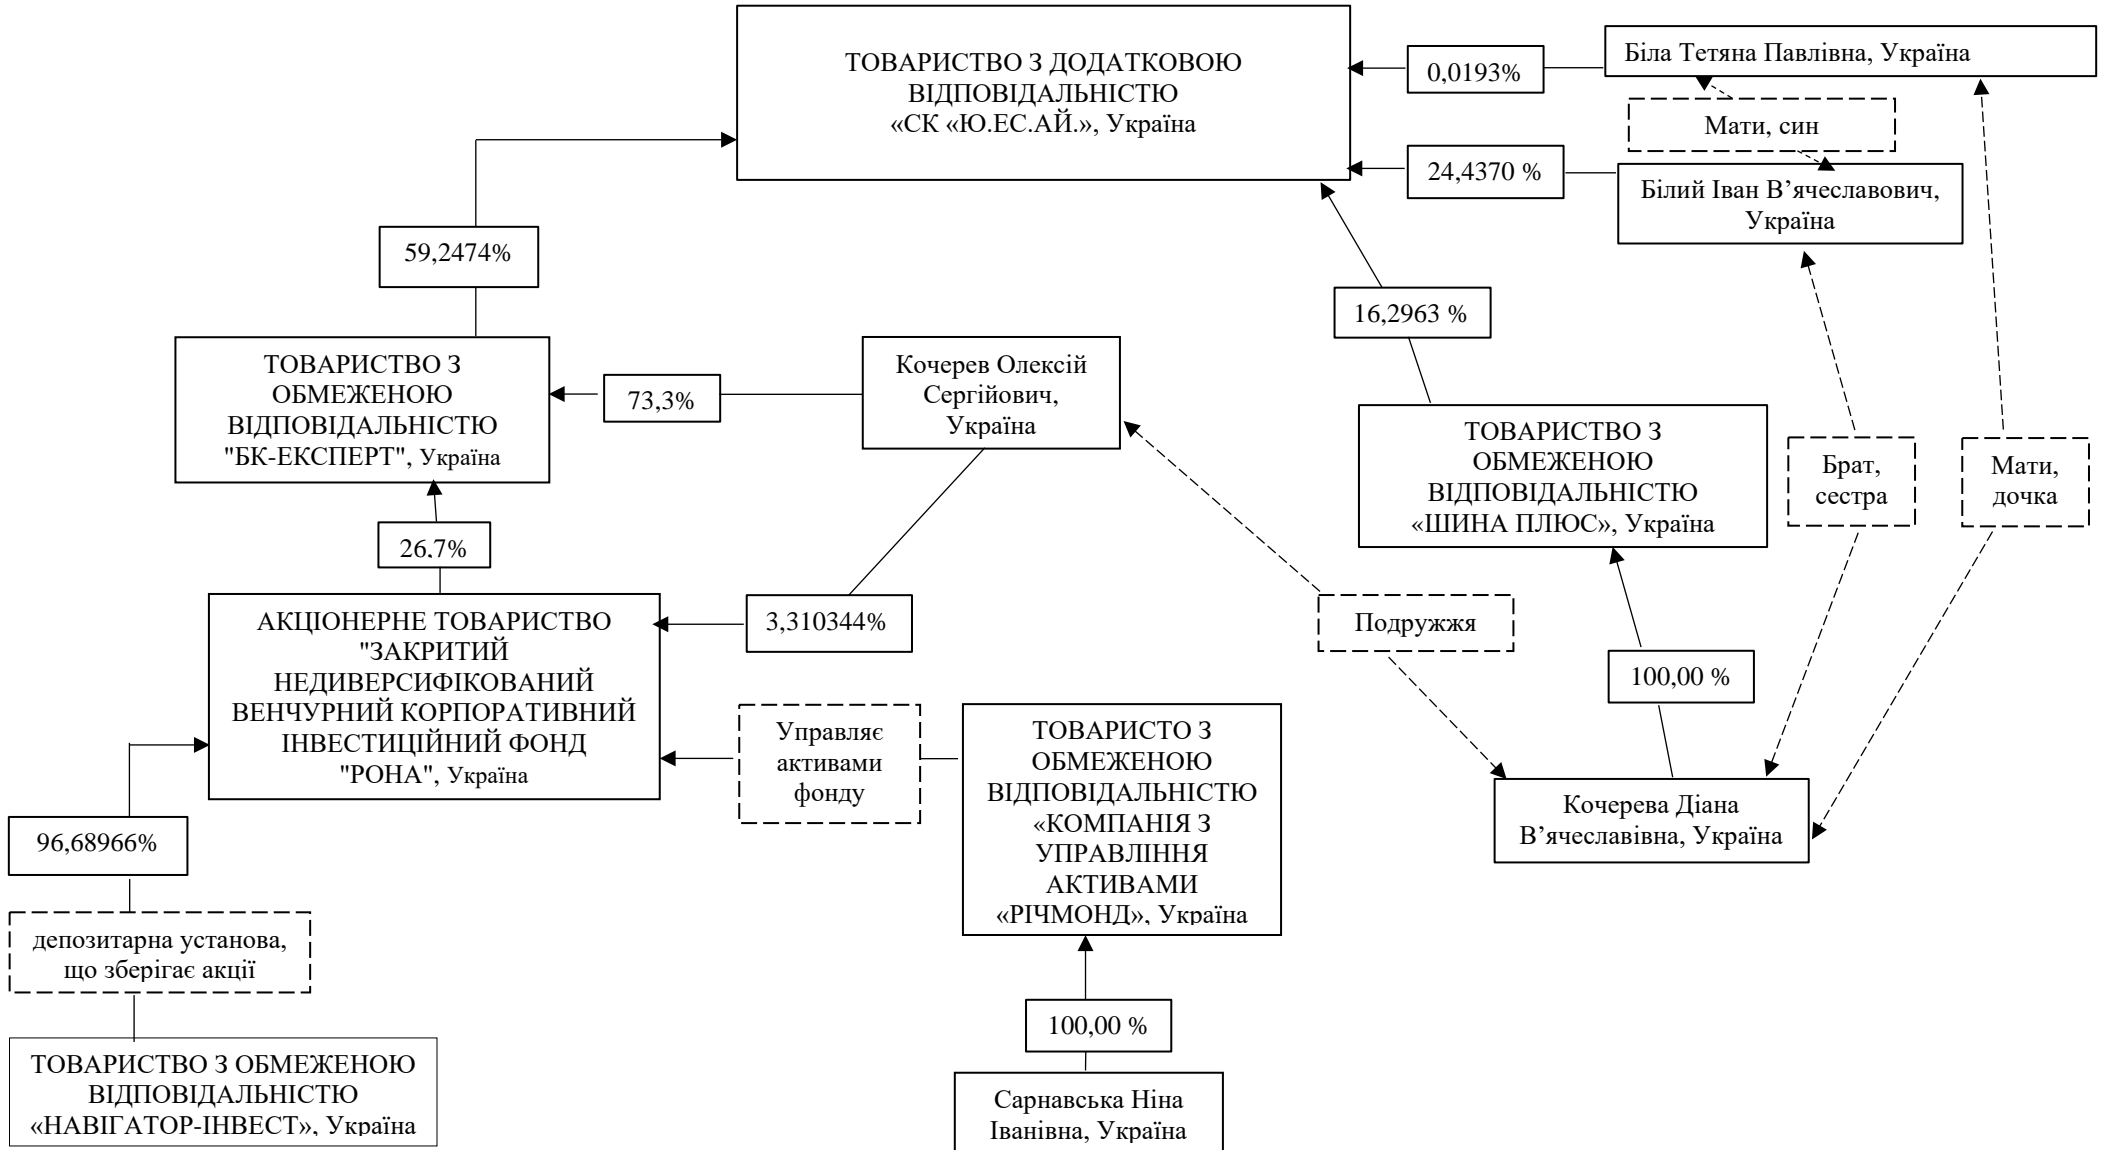 ТОВАРИСТВО З ДОДАТКОВОЮ
ВІДПОВІДАЛЬНІСТЮ
«СК «Ю.ЕС.АЙ.», Україна
0,0193%
Біла Тетяна Павлівна, Україна
Мати, син
24,4370 %
Білий Іван В’ячеславович,
Україна
59,2474%
16,2963 %
ТОВАРИСТВО З
ОБМЕЖЕНОЮ
ВІДПОВІДАЛЬНІСТЮ
"БК-ЕКСПЕРТ", Україна
73,3%
Кочерев Олексій
Сергійович,
Україна
ТОВАРИСТВО З
ОБМЕЖЕНОЮ
ВІДПОВІДАЛЬНІСТЮ
«ШИНА ПЛЮС», Україна
Брат,
сестра
Мати,
дочка
26,7%
АКЦІОНЕРНЕ ТОВАРИСТВО
"ЗАКРИТИЙ
НЕДИВЕРСИФІКОВАНИЙ
ВЕНЧУРНИЙ КОРПОРАТИВНИЙ
ІНВЕСТИЦІЙНИЙ ФОНД
"РОНА", Україна
3,310344%
Подружжя
100,00 %
Управляє
активами
фонду
ТОВАРИСТО З
ОБМЕЖЕНОЮ
ВІДПОВІДАЛЬНІСТЮ
«КОМПАНІЯ З
УПРАВЛІННЯ
АКТИВАМИ
«РІЧМОНД», Україна
Кочерева Діана
В’ячеславівна, Україна
96,68966%
депозитарна установа,
що зберігає акції
100,00 %
ТОВАРИСТВО З ОБМЕЖЕНОЮ
ВІДПОВІДАЛЬНІСТЮ
«НАВІГАТОР-ІНВЕСТ», Україна
Сарнавська Ніна
Іванівна, Україна